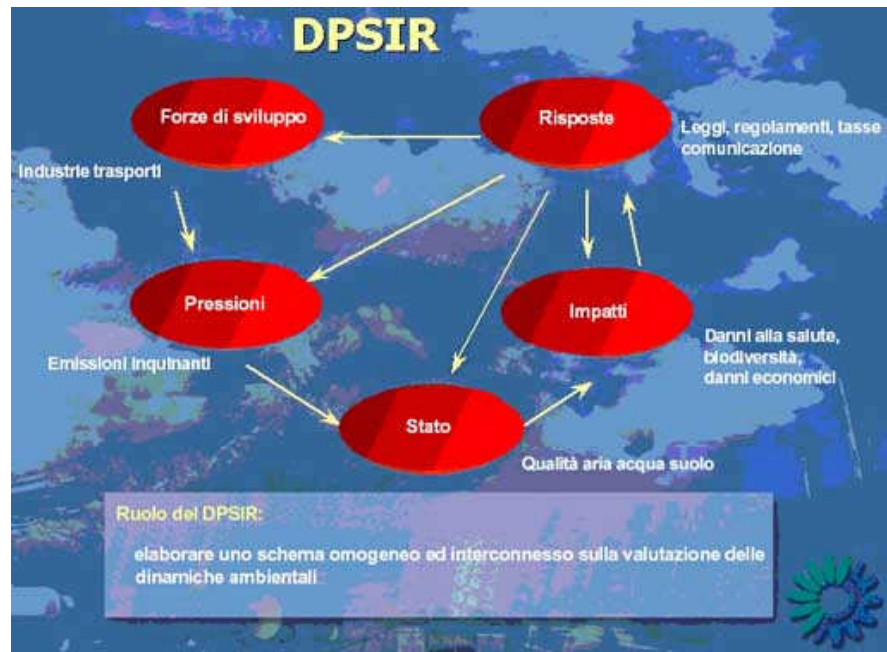 DPSIR
Forze di sviluppo
Risposte
Leggi, regolamenti, tasse
comunicazione
Industrie trasporti
Pressioni
Impatti
Emissioni inquinanti
Danni alla salute,
biodiversità,
danni economici
Stato
Qualità aria acqua suolo
Ruolo del DPSIR:
elaborare uno schema omogeneo ed interconnesso sulla valutazione delle
dinamiche ambientali